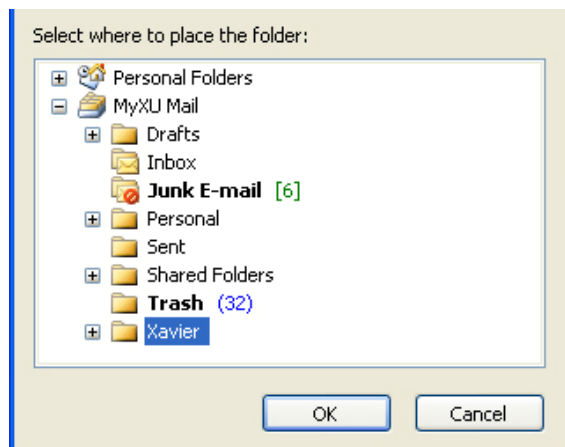 Select where to place the folder:
Personal Folders
MyXU Mail
Drafts
Inbox
Junk E-mail [6]
Personal
Sent
Shared Folders
Trash (32)
Xavier
OK Cancel